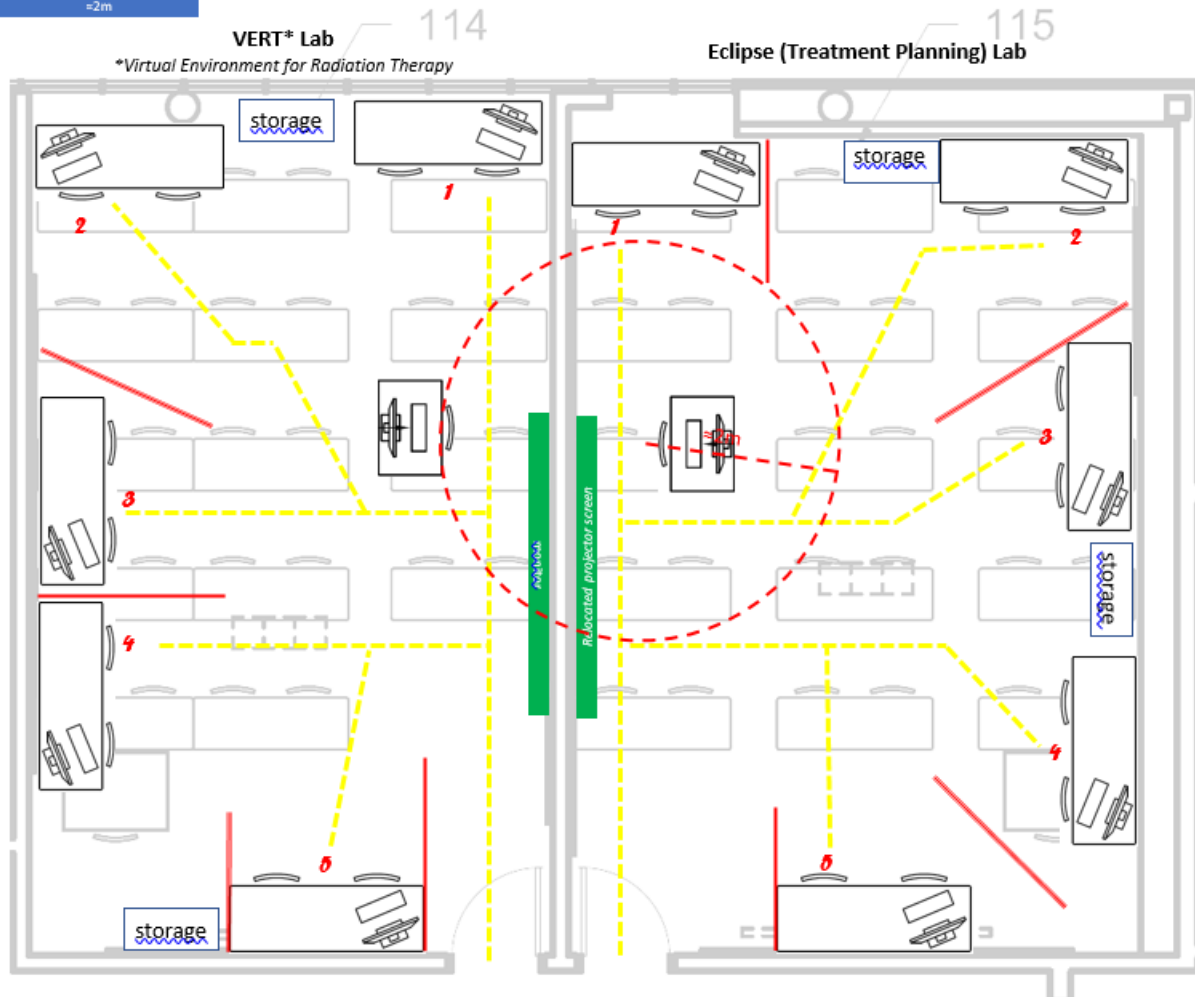 =2m
114
115
VERT* Lab
*Virtual Environment for Radiation Therapy
Eclipse (Treatment Planning) Lab
storage
storage
1
2
1
2
≈2m
3
3
Relocated projector screen
storage
4
4
5
5
storage